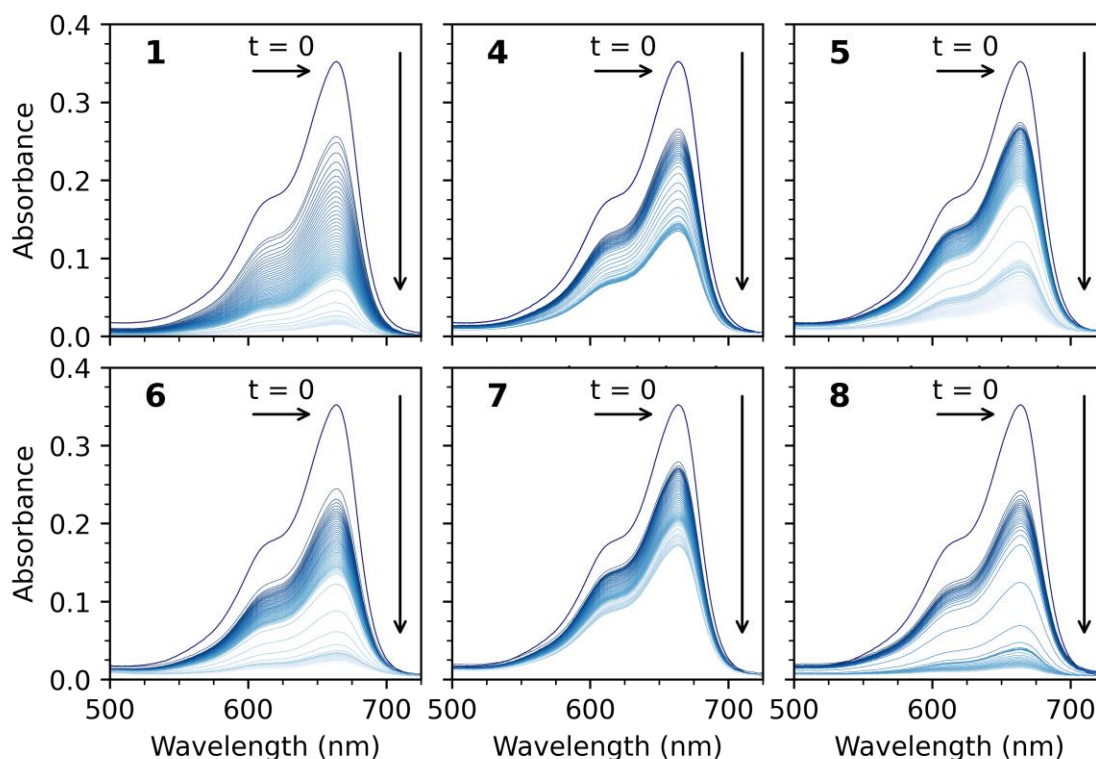 0.4
0.3
0.2
0.1
0.0
Absorbance
1
t = 0
4
t = 0
5
t = 0
0.4
0.3
0.2
0.1
0.0
Absorbance
6
t = 0
7
t = 0
8
t = 0
500 600 700
500 600 700
500 600 700
Wavelength (nm)
Wavelength (nm)
Wavelength (nm)